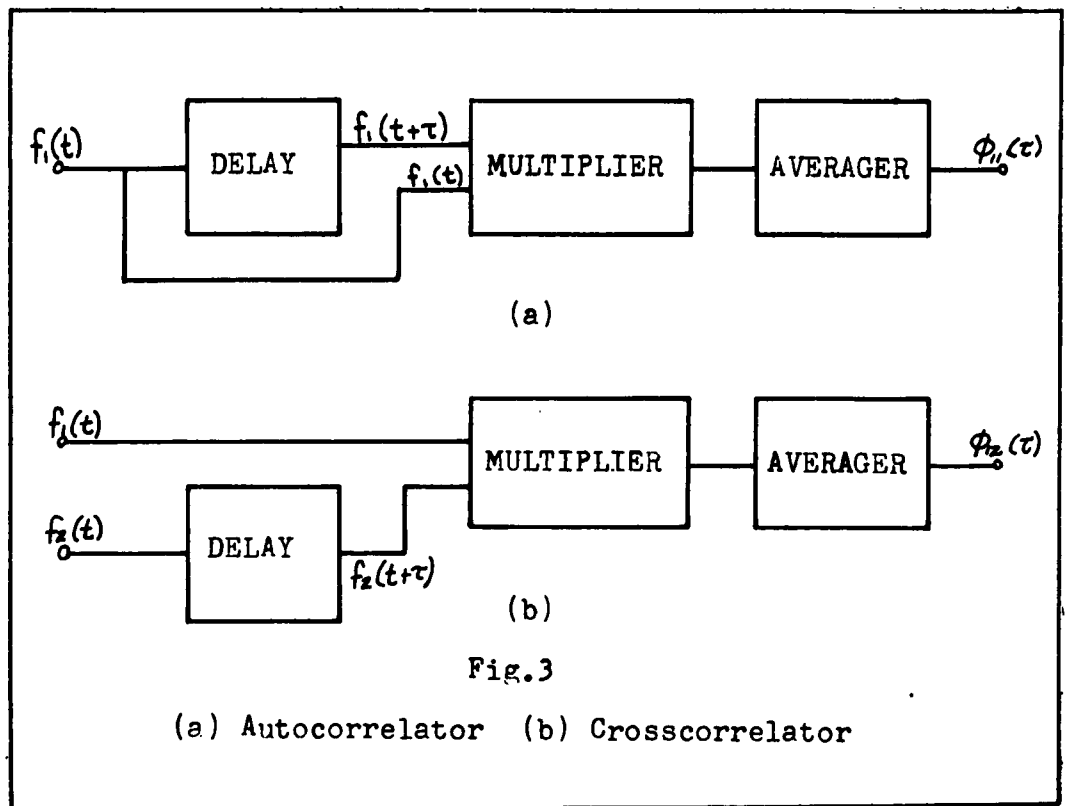 f₁(t)
DELAY
f₁(t+τ)
f₁(t)
MULTIPLIER
AVERAGER
ϕ₁₁(τ)
(a)
f₁(t)
f₂(t)
DELAY
f₂(t+τ)
MULTIPLIER
AVERAGER
ϕ₁₂(τ)
(b)
Fig.3
(a) Autocorrelator (b) Crosscorrelator